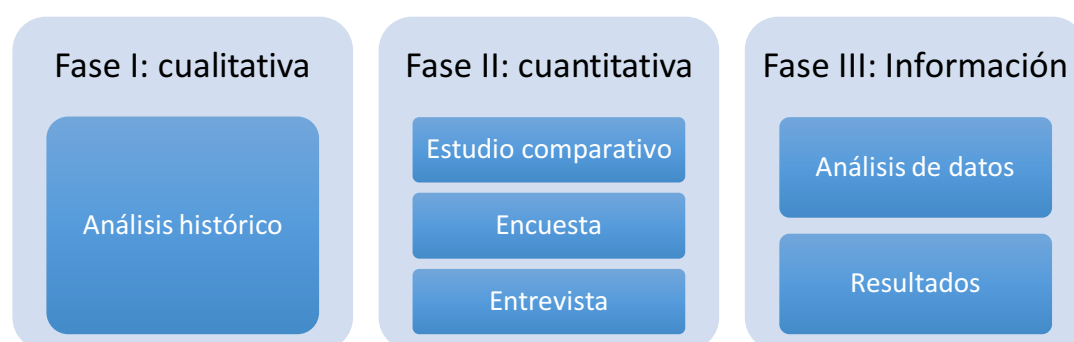 Fase I: cualitativa
Análisis histórico
Fase II: cuantitativa
Estudio comparativo
Encuesta
Entrevista
Fase III: Información
Análisis de datos
Resultados